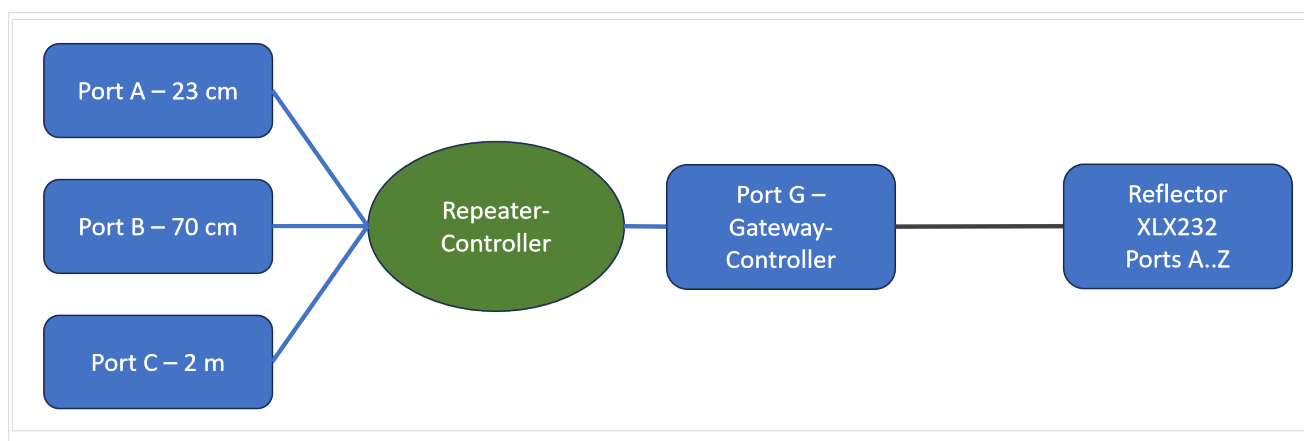 Port A – 23 cm
Port B – 70 cm
Port C – 2 m
Repeater-
Controller
Port G –
Gateway-
Controller
Reflector
XLX232
Ports A..Z